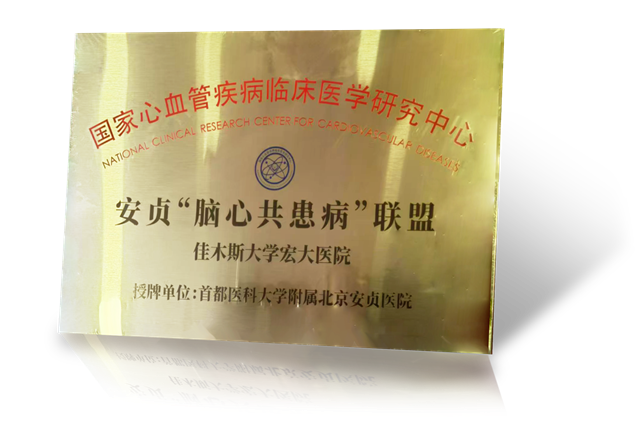 国家心血管疾病临床医学研究中心
NATIONAL CLINICAL RESEARCH CENTER FOR CARDIOVASCULAR DISEASES
安贞“脑心共患病”联盟
佳木斯大学宏大医院
授牌单位：首都医科大学附属北京安贞医院